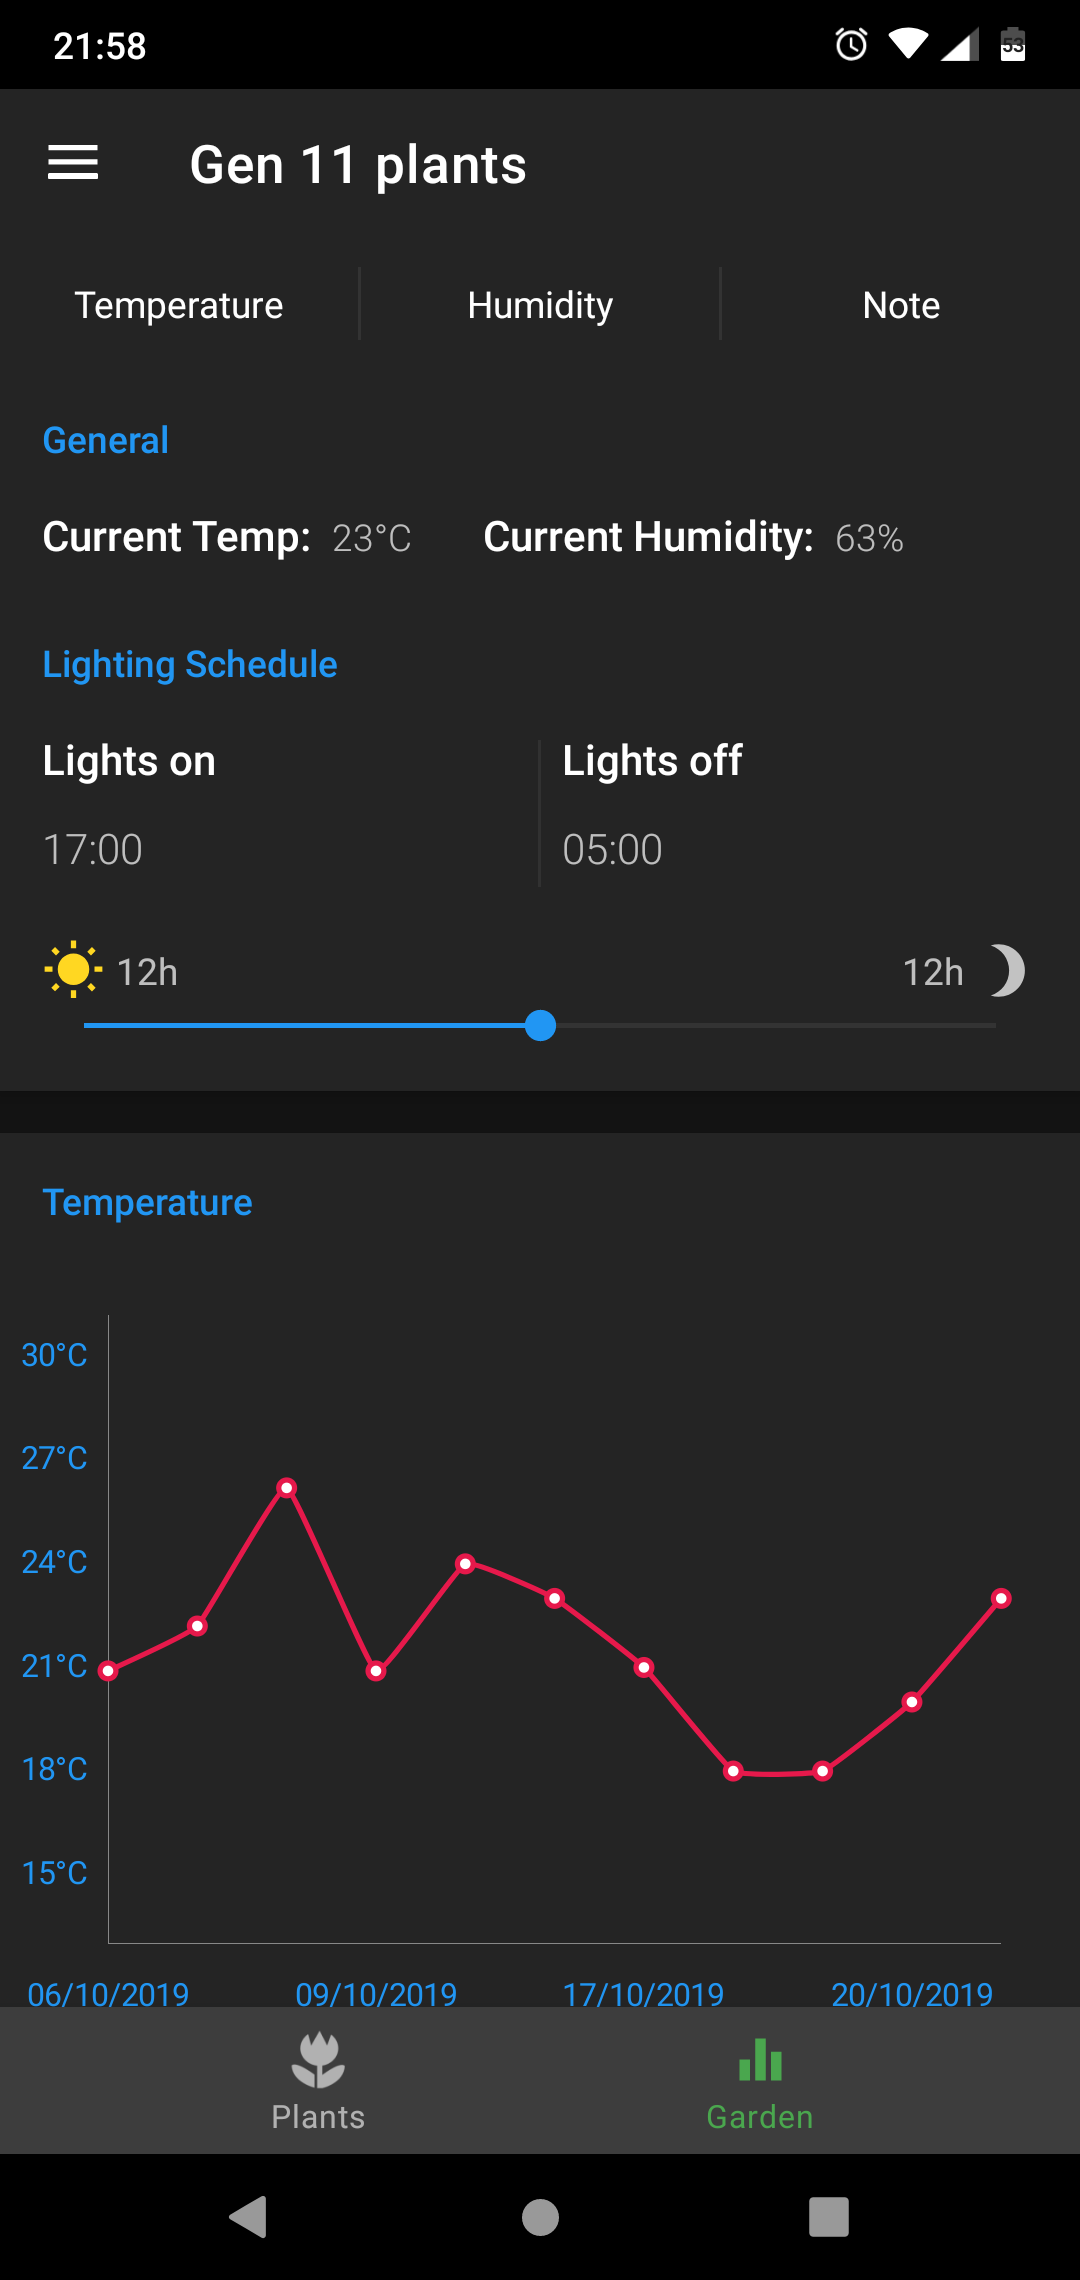 21:58
53
Gen 11 plants
Temperature
Humidity
Note
General
Current Temp: 23°C
Current Humidity: 63%
Lighting Schedule
Lights on
Lights off
17:00
05:00
12h
12h
Temperature
30°C
27°C
24°C
21°C
18°C
15°C
06/10/2019
09/10/2019
17/10/2019
20/10/2019
Plants
Garden